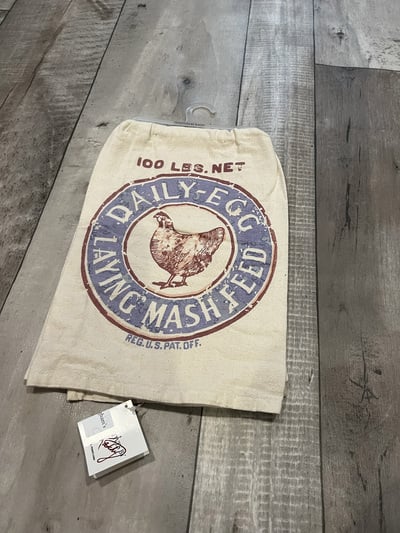 100 LBS. NET
DAILY-EGG
LAYING MASH FEED
REG. U.S. PAT. OFF.